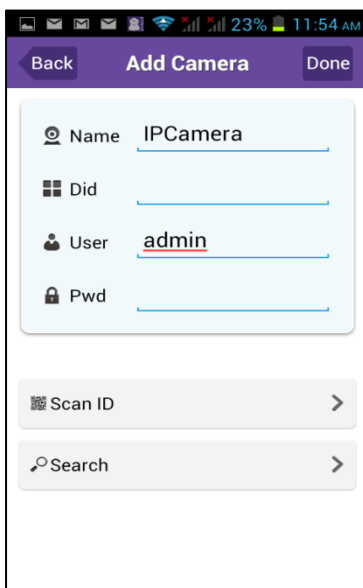 23% 11:54 AM
Back Add Camera Done
Name IPCamera
Did
User admin
Pwd
Scan ID
Search